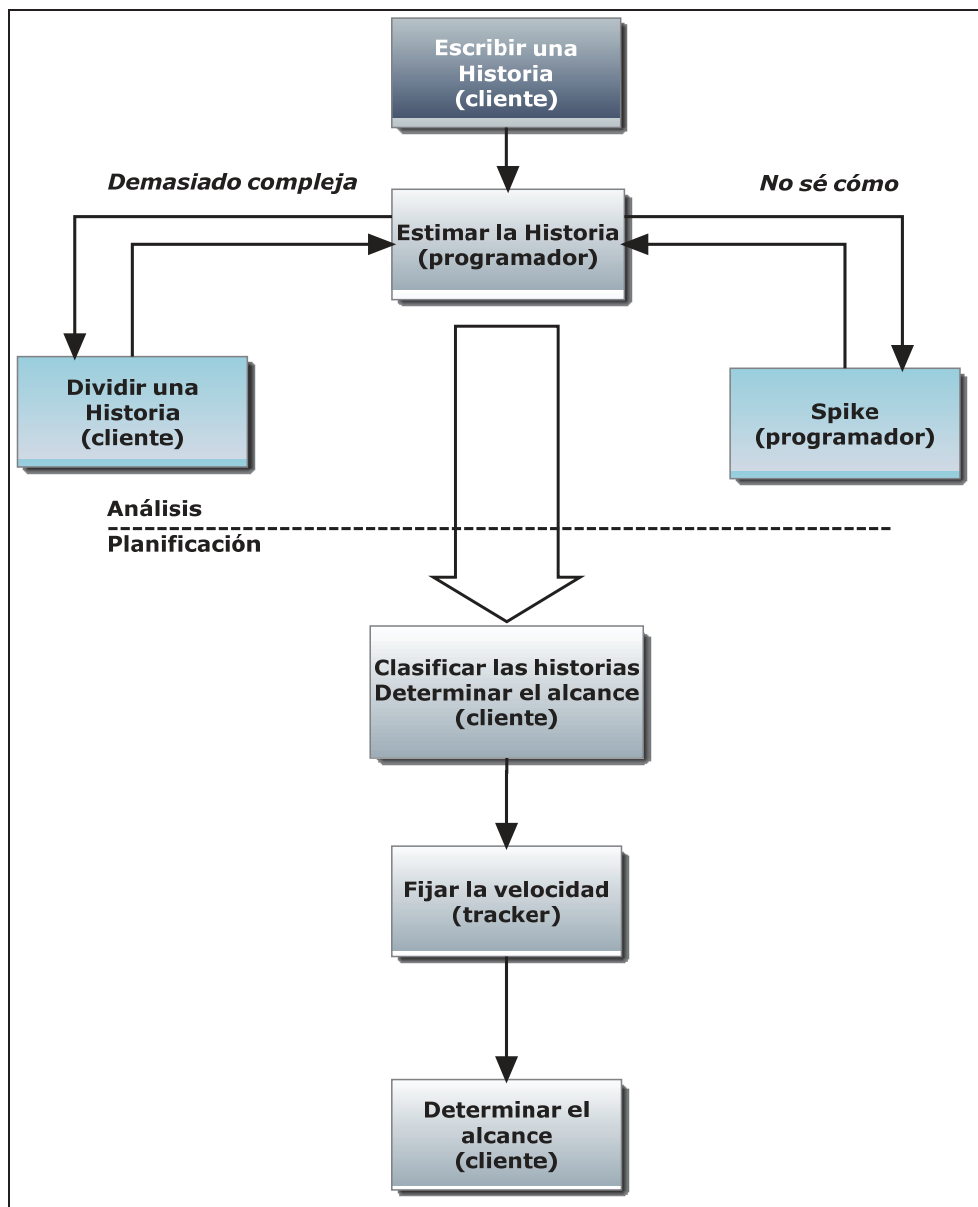 Escribir una
Historia
(cliente)
Demasiado compleja
No sé cómo
Estimar la Historia
(programador)
Dividir una
Historia
(cliente)
Spike
(programador)
Análisis
Planificación
Clasificar las historias
Determinar el alcance
(cliente)
Fijar la velocidad
(tracker)
Determinar el
alcance
(cliente)